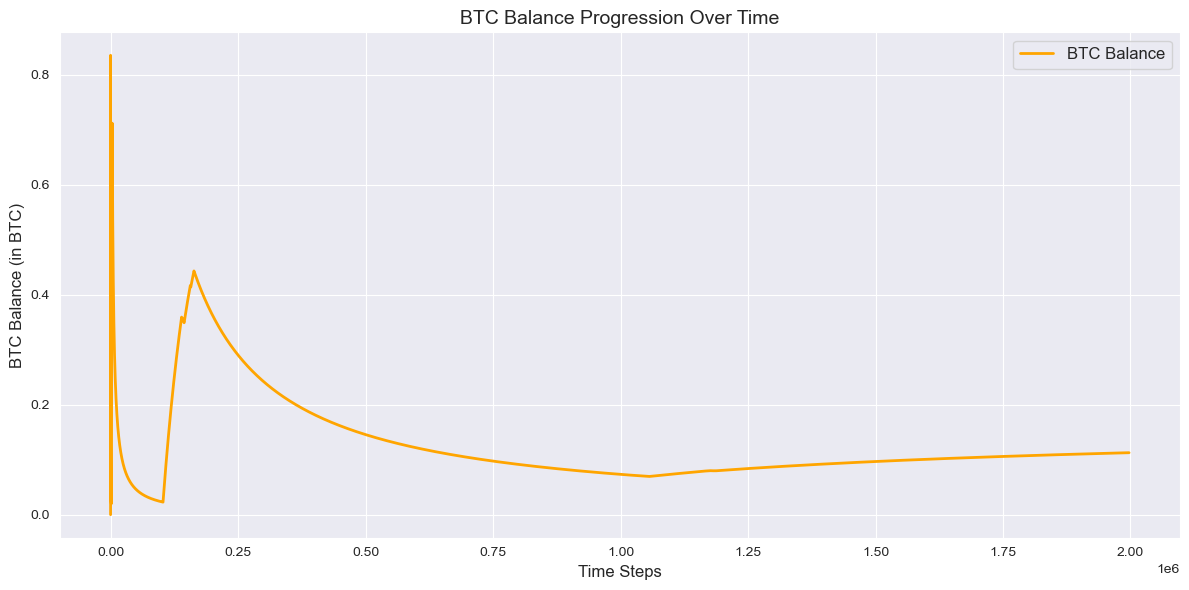 BTC Balance Progression Over Time
BTC Balance
BTC Balance (in BTC)
0.8
0.6
0.4
0.2
0.0
0.00 0.25 0.50 0.75 1.00 1.25 1.50 1.75 2.00
1e6
Time Steps